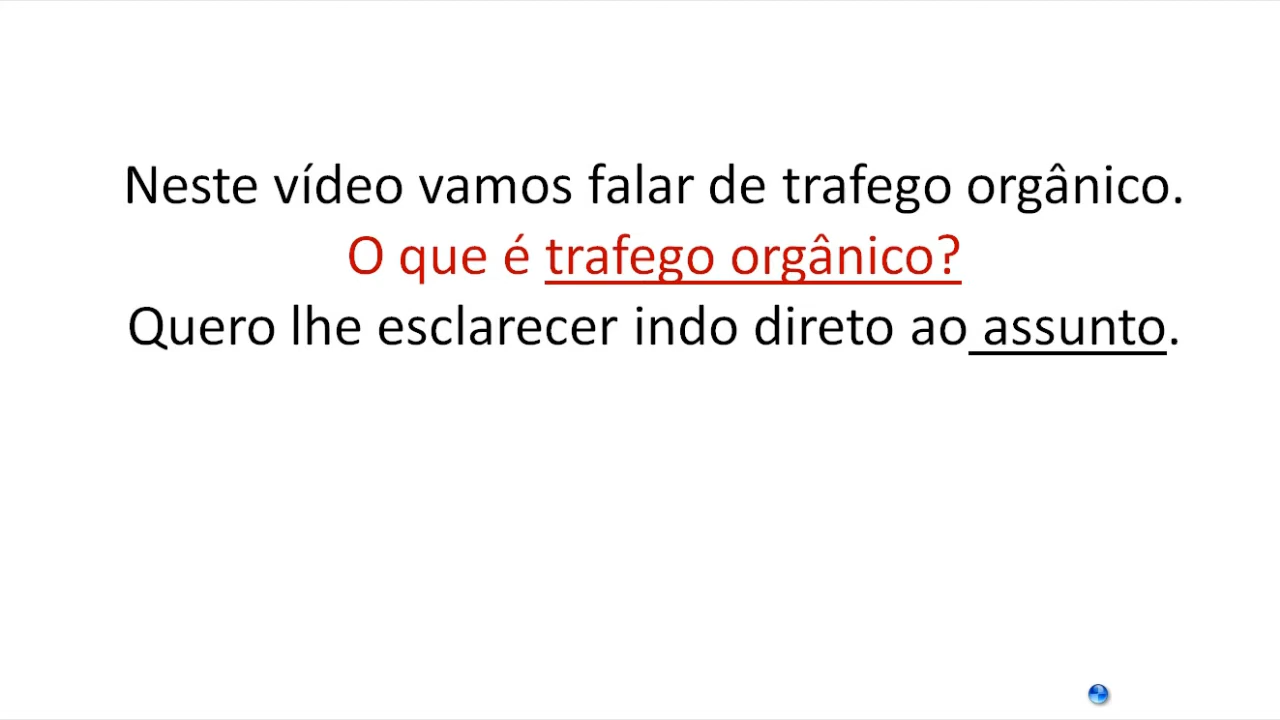 Neste vídeo vamos falar de trafego orgânico.
O que é trafego orgânico?
Quero lhe esclarecer indo direto ao assunto.